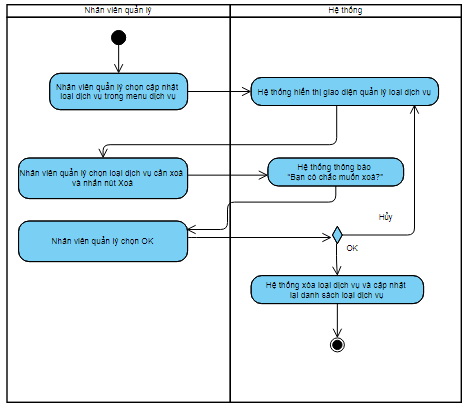 Nhân viên quản lý
Hệ thống
Nhân viên quản lý chọn cập nhật
loại dịch vụ trong menu dịch vụ
Hệ thống hiển thị giao diện quản lý loại dịch vụ
Nhân viên quản lý chọn loại dịch vụ cần xoá
và nhấn nút Xoá
Hệ thống thông báo
"Bạn có chắc muốn xoá?"
Nhân viên quản lý chọn OK
Hủy
OK
Hệ thống xóa loại dịch vụ và cập nhật
lại danh sách loại dịch vụ